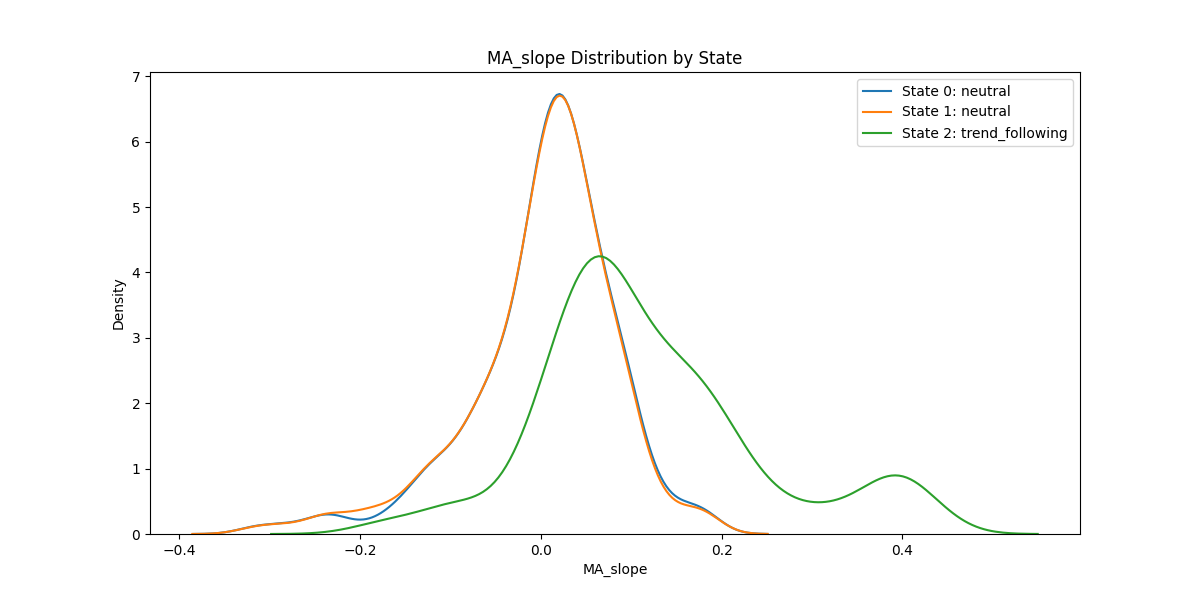 MA_slope Distribution by State
State 0: neutral
State 1: neutral
State 2: trend_following
Density
7
6
5
4
3
2
1
0
−0.4
−0.2
0.0
0.2
0.4
MA_slope